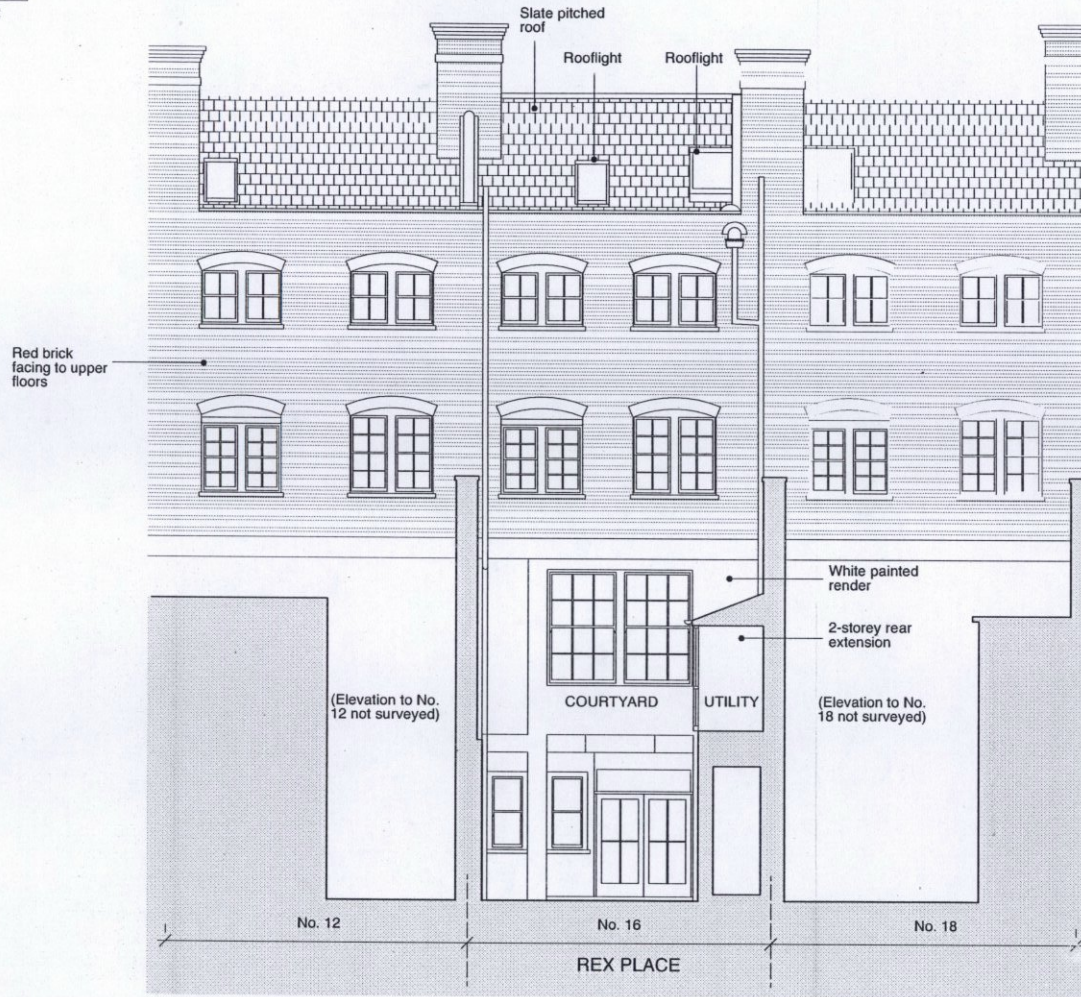 Slate pitched
roof
Rooflight
Rooflight
Red brick
facing to upper
floors
White painted
render
2-storey rear
extension
(Elevation to No.
12 not surveyed)
COURTYARD
UTILITY
(Elevation to No.
18 not surveyed)
No. 12
No. 16
No. 18
REX PLACE